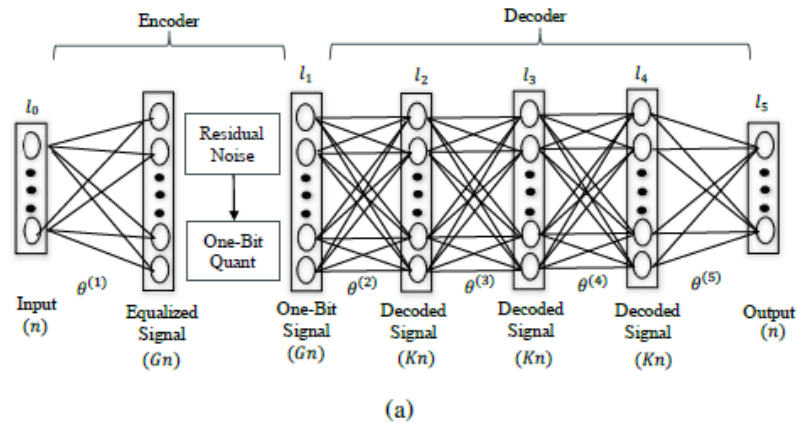 Encoder
Decoder
l₀
l₁
l₂
l₃
l₄
l₅
Residual
Noise
One-Bit
Quant
θ⁽¹⁾
θ⁽²⁾
θ⁽³⁾
θ⁽⁴⁾
θ⁽⁵⁾
Input
(n)
Equalized
Signal
(Gn)
One-Bit
Signal
(Gn)
Decoded
Signal
(Kn)
Decoded
Signal
(Kn)
Decoded
Signal
(Kn)
Output
(n)
(a)